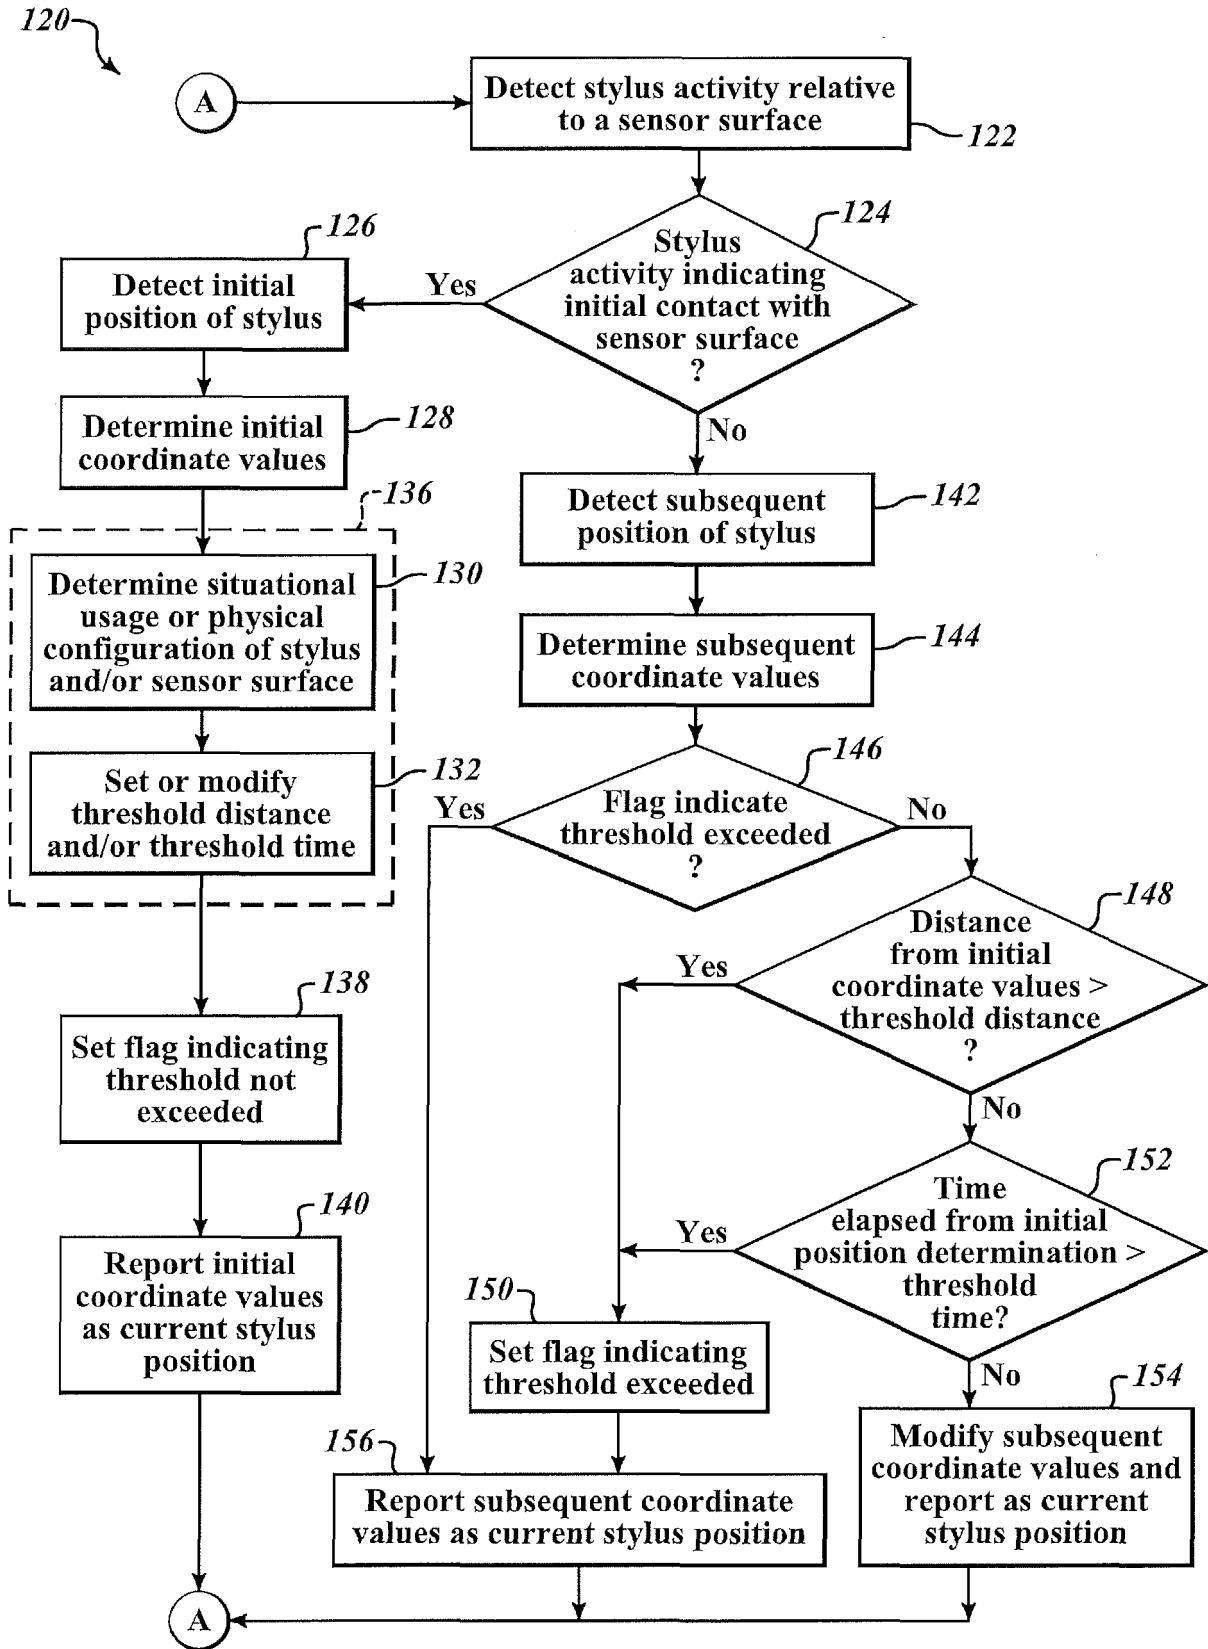 120
A
Detect stylus activity relative
to a sensor surface
122
124
Stylus
activity indicating
initial contact with
sensor surface
?
Yes
No
126
Detect initial
position of stylus
128
Determine initial
coordinate values
136
130
Determine situational
usage or physical
configuration of stylus
and/or sensor surface
132
Set or modify
threshold distance
and/or threshold time
138
Set flag indicating
threshold not
exceeded
140
Report initial
coordinate values
as current stylus
position
142
Detect subsequent
position of stylus
144
Determine subsequent
coordinate values
146
Flag indicate
threshold exceeded
?
Yes
No
148
Distance
from initial
coordinate values >
threshold distance
?
Yes
No
152
Time
elapsed from initial
position determination >
threshold
time?
Yes
No
150
Set flag indicating
threshold exceeded
154
Modify subsequent
coordinate values and
report as current
stylus position
156
Report subsequent coordinate
values as current stylus position
A